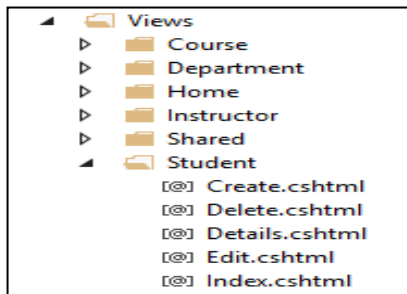 Views
Course
Department
Home
Instructor
Shared
Student
[@] Create.cshtml
[@] Delete.cshtml
[@] Details.cshtml
[@] Edit.cshtml
[@] Index.cshtml